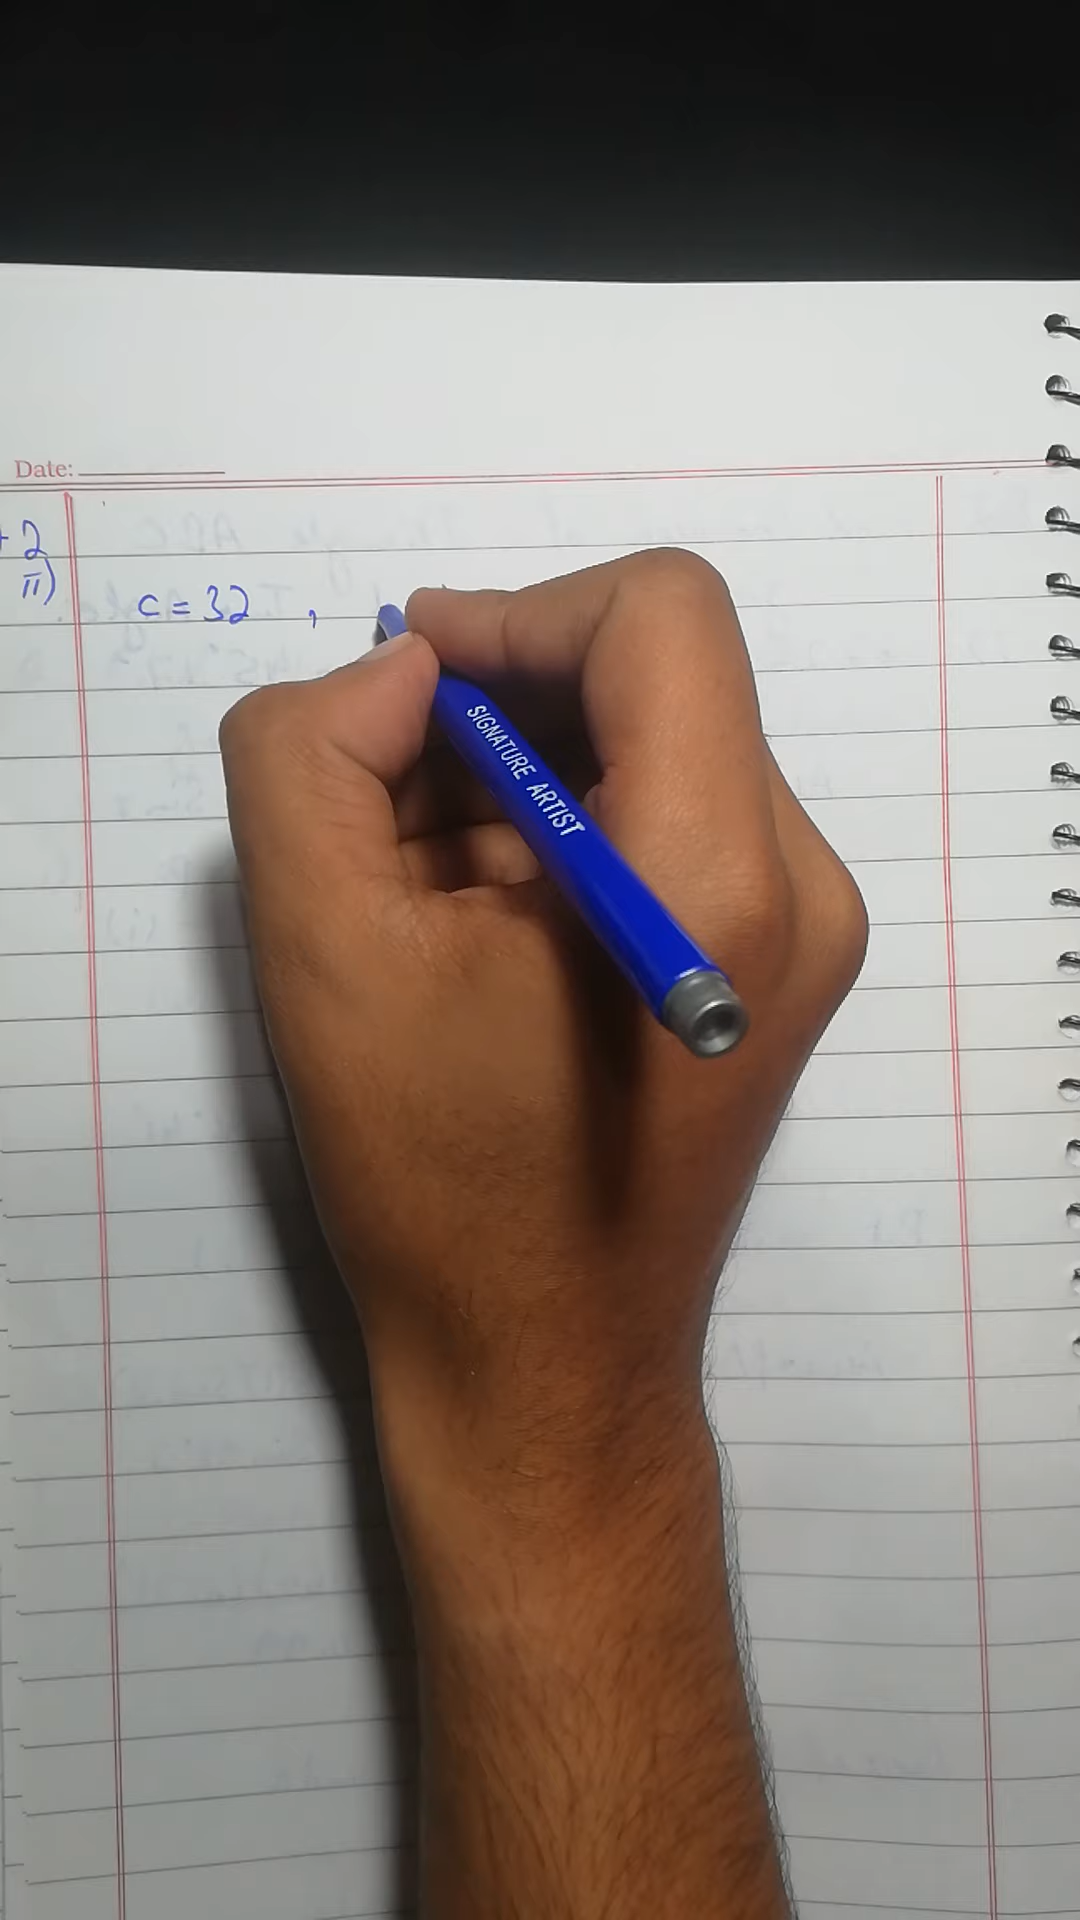 Date:
+2
ii) c = 32 ,
SIGNATURE ARTIST